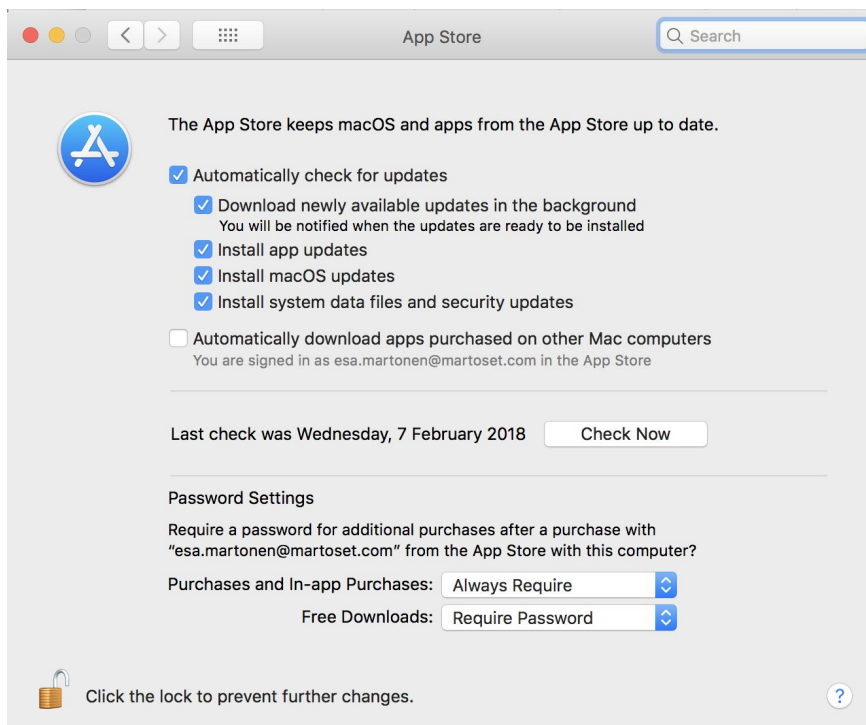 App Store
Search
The App Store keeps macOS and apps from the App Store up to date.
Automatically check for updates
Download newly available updates in the background
You will be notified when the updates are ready to be installed
Install app updates
Install macOS updates
Install system data files and security updates
Automatically download apps purchased on other Mac computers
You are signed in as esa.martonen@martoset.com in the App Store
Last check was Wednesday, 7 February 2018 Check Now
Password Settings
Require a password for additional purchases after a purchase with
“esa.martonen@martoset.com” from the App Store with this computer?
Purchases and In-app Purchases: Always Require
Free Downloads: Require Password
Click the lock to prevent further changes. ?